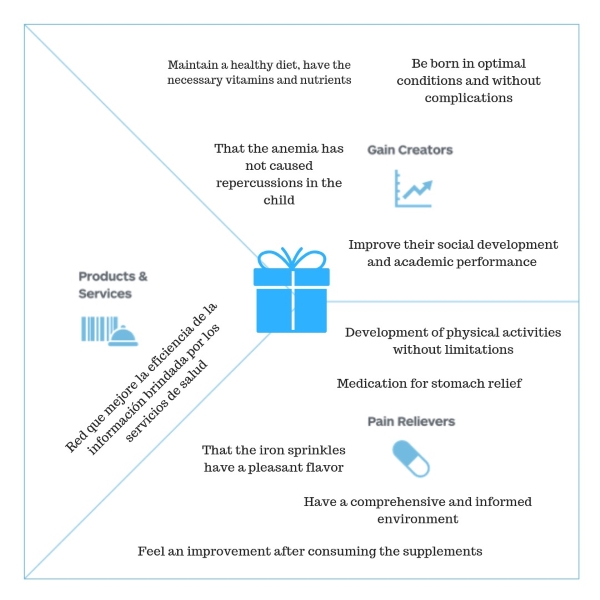 Maintain a healthy diet, have the
necessary vitamins and nutrients
Be born in optimal
conditions and without
complications
That the anemia has
not caused
repercussions in the
child
Gain Creators
Improve their social development
and academic performance
Products &
Services
Red que mejore la eficiencia de la
información brindada por los
servicios de salud
Development of physical activities
without limitations
Medication for stomach relief
Pain Relievers
That the iron sprinkles
have a pleasant flavor
Have a comprehensive and informed
environment
Feel an improvement after consuming the supplements